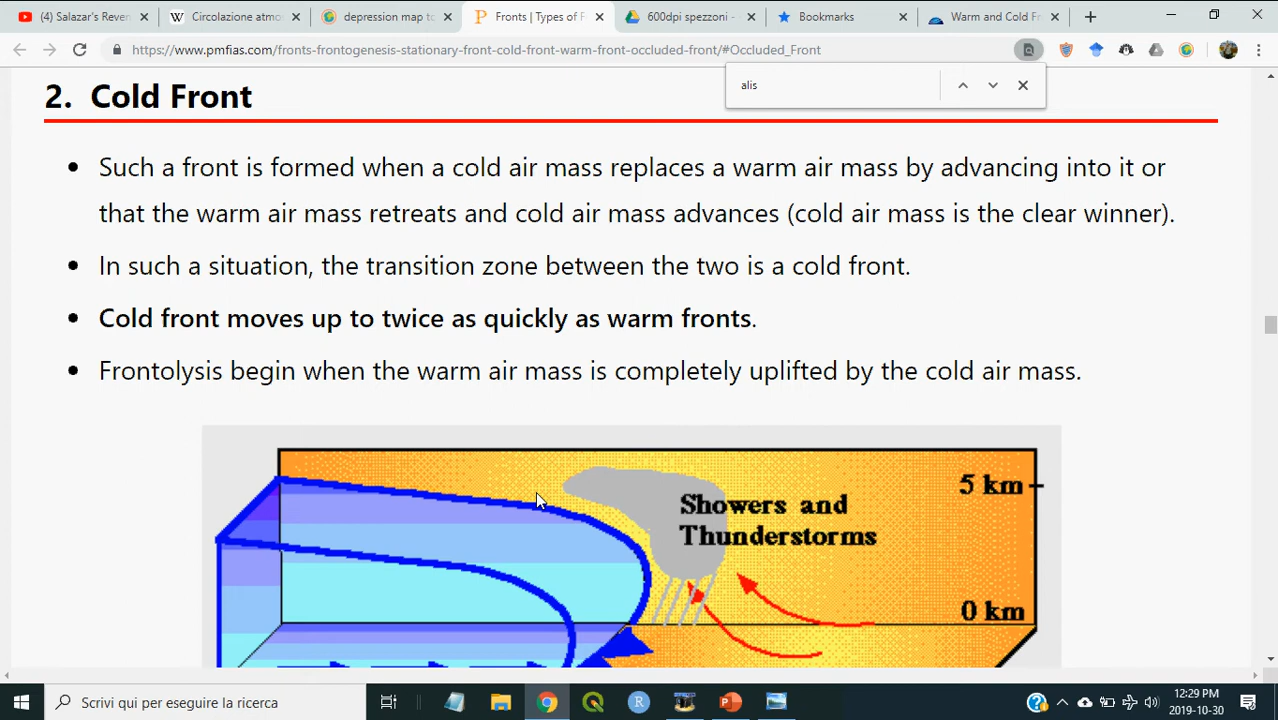 (4) Salazar's Reven
Circolazione atmo
depression map to
Fronts | Types of F
600dpi spezzoni -
Bookmarks
Warm and Cold Fr
https://www.pmfias.com/fronts-frontogenesis-stationary-front-cold-front-warm-front-occluded-front/#Occluded_Front
alis
2. Cold Front
• Such a front is formed when a cold air mass replaces a warm air mass by advancing into it or
that the warm air mass retreats and cold air mass advances (cold air mass is the clear winner).
• In such a situation, the transition zone between the two is a cold front.
• Cold front moves up to twice as quickly as warm fronts.
• Frontolysis begin when the warm air mass is completely uplifted by the cold air mass.
5 km
Showers and
Thunderstorms
0 km
Scrivi qui per eseguire la ricerca
12:29 PM
2019-10-30